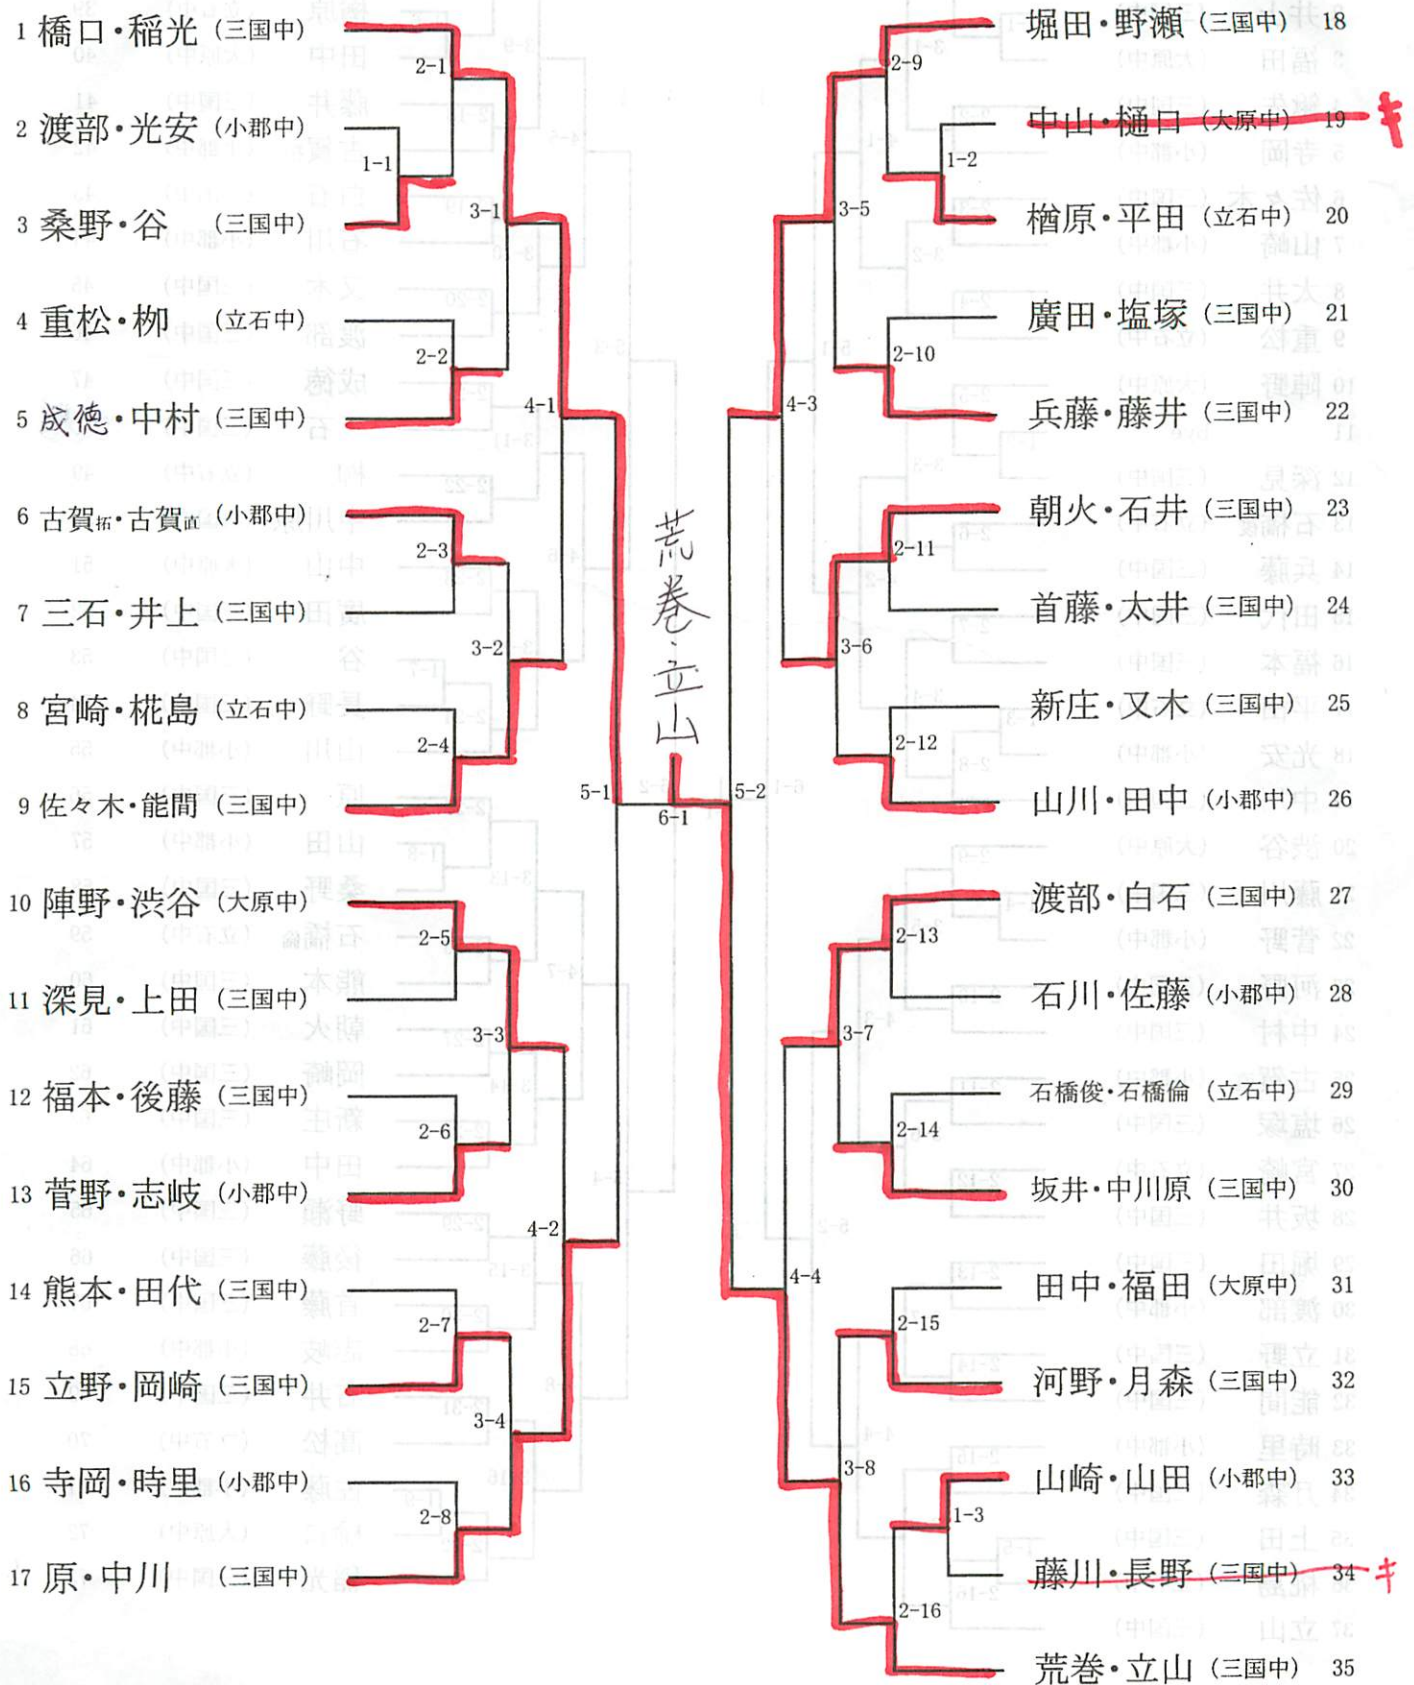 1 橋口・稲光 (三国中)
2 渡部・光安 (小郡中)
3 桑野・谷 (三国中)
4 重松・栁 (立石中)
5 成徳・中村 (三国中)
6 古賀拓・古賀直 (小郡中)
7 三石・井上 (三国中)
8 宮崎・椛島 (立石中)
9 佐々木・能間 (三国中)
10 陣野・渋谷 (大原中)
11 深見・上田 (三国中)
12 福本・後藤 (三国中)
13 菅野・志岐 (小郡中)
14 熊本・田代 (三国中)
15 立野・岡崎 (三国中)
16 寺岡・時里 (小郡中)
17 原・中川 (三国中)
1-1
2-1
2-2
2-3
2-4
2-5
2-6
2-7
2-8
3-1
3-2
3-3
3-4
4-1
4-2
5-1
6-1
荒巻・立山
5-2
4-3
4-4
3-5
3-6
3-7
3-8
2-9
2-10
2-11
2-12
2-13
2-14
2-15
2-16
1-2
1-3
堀田・野瀬 (三国中) 18
中山・樋口 (大原中) 19 キ
楢原・平田 (立石中) 20
廣田・塩塚 (三国中) 21
兵藤・藤井 (三国中) 22
朝火・石井 (三国中) 23
首藤・太井 (三国中) 24
新庄・又木 (三国中) 25
山川・田中 (小郡中) 26
渡部・白石 (三国中) 27
石川・佐藤 (小郡中) 28
石橋俊・石橋倫 (立石中) 29
坂井・中川原 (三国中) 30
田中・福田 (大原中) 31
河野・月森 (三国中) 32
山崎・山田 (小郡中) 33
藤川・長野 (三国中) 34 キ
荒巻・立山 (三国中) 35